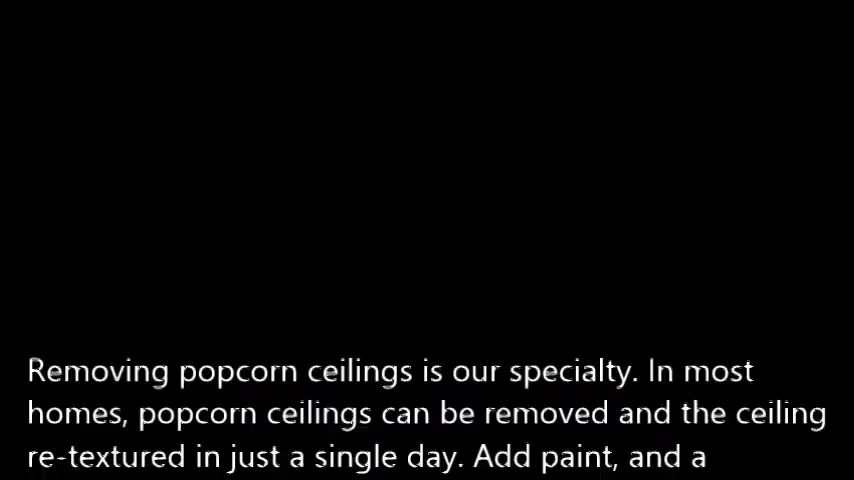 Removing popcorn ceilings is our specialty. In most
homes, popcorn ceilings can be removed and the ceiling
re-textured in just a single day. Add paint, and a